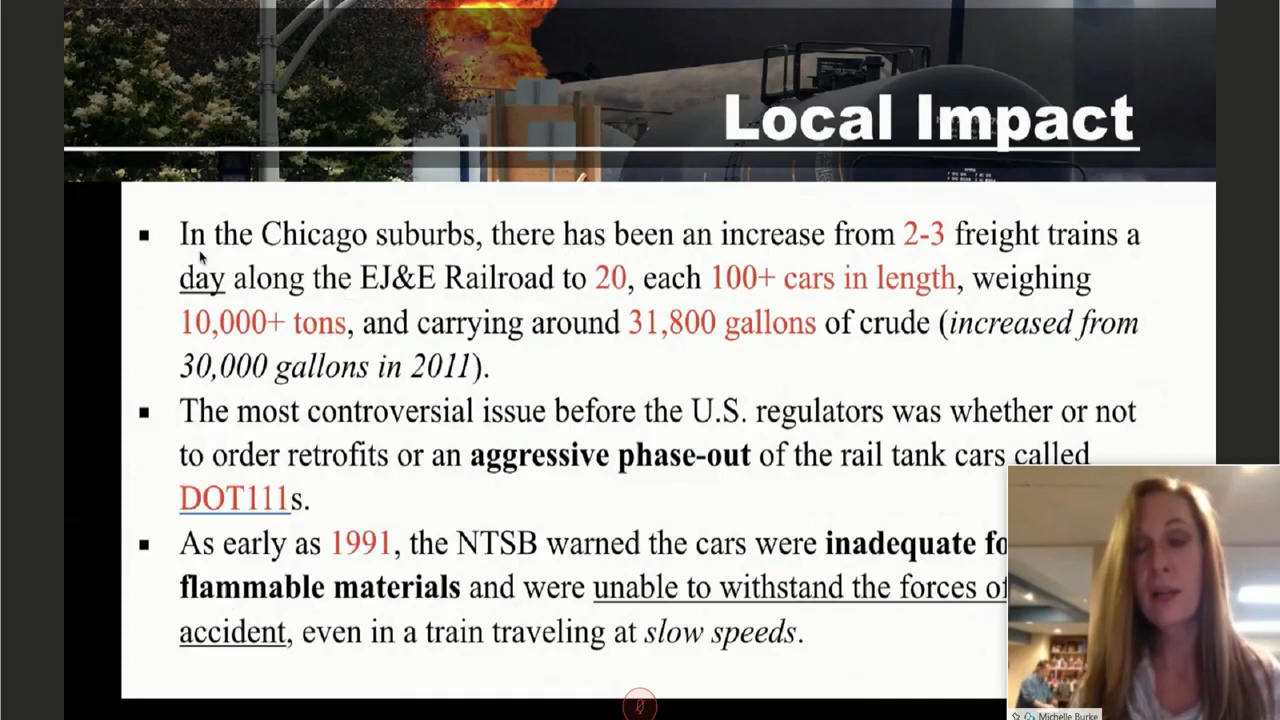 Local Impact
▪ In the Chicago suburbs, there has been an increase from 2-3 freight trains a
day along the EJ&E Railroad to 20, each 100+ cars in length, weighing
10,000+ tons, and carrying around 31,800 gallons of crude (increased from
30,000 gallons in 2011).
▪ The most controversial issue before the U.S. regulators was whether or not
to order retrofits or an aggressive phase-out of the rail tank cars called
DOT111s.
▪ As early as 1991, the NTSB warned the cars were inadequate fo
flammable materials and were unable to withstand the forces of
accident, even in a train traveling at slow speeds.
Michelle Burke